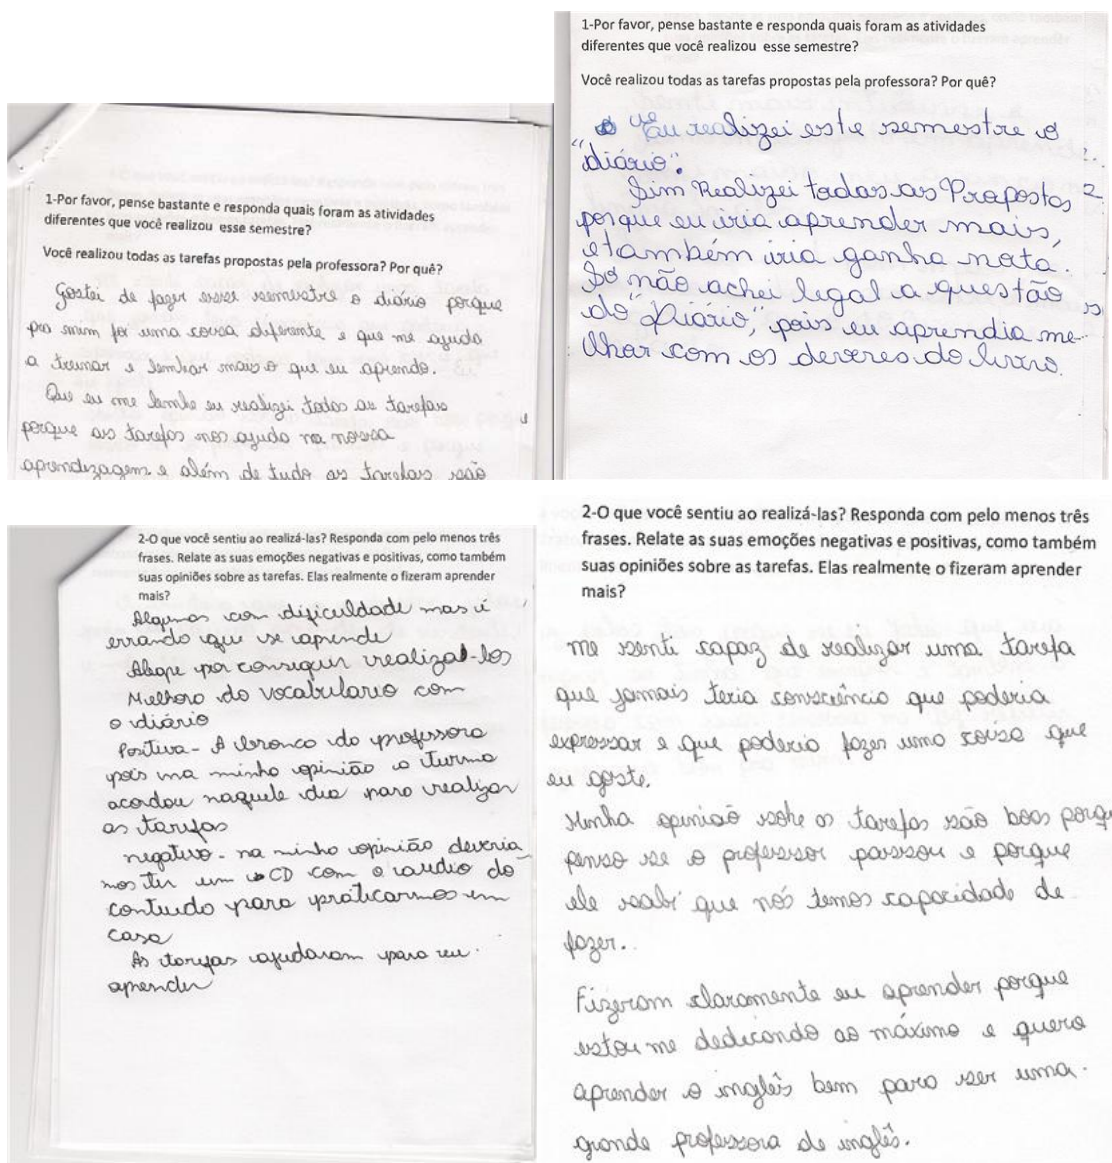 1-Por favor, pense bastante e responda quais foram as atividades
diferentes que você realizou esse semestre?
Você realizou todas as tarefas propostas pela professora? Por quê?
Gostei de fazer esse semestre o diário porque
pra mim foi uma cousa diferente e que me ajudo
a treinar e lembrar mais o que eu aprendo.
Que eu me lembre eu realizei todas as tarefas
porque as tarefas nos ajuda na nossa
aprendizagem e além de tudo as tarefas são
1-Por favor, pense bastante e responda quais foram as atividades
diferentes que você realizou esse semestre?
Você realizou todas as tarefas propostas pela professora? Por quê?
Eu realizei este semestre o
"diário".
Sim Realizei todas as Propostas
porque eu iria aprender mais,
e também iria ganha nota.
Só não achei legal a questão
do "Diário", pois eu aprendia me-
lhor com os deveres do livro.
2-O que você sentiu ao realizá-las? Responda com pelo menos três
frases. Relate as suas emoções negativas e positivas, como também
suas opiniões sobre as tarefas. Elas realmente o fizeram aprender
mais?
Algumas com dificuldade mas é
errando que se aprende
por conseguir realizal-los
Melhoro do vocabulario com
o diário
Positiva - A bronca da professora
pois na minha opinião a turma
acordou naquele dia para realizar
as tarefas
negativo - na minha opinião deveria
mos ter um CD com o audio do
contudo para práticarmos em
casa
As tarefas ajudaram para eu
aprender
2-O que você sentiu ao realizá-las? Responda com pelo menos três
frases. Relate as suas emoções negativas e positivas, como também
suas opiniões sobre as tarefas. Elas realmente o fizeram aprender
mais?
me senti capaz de realizar uma tarefa
que jamais teria consciência que poderia
expressar e que poderia fazer uma cousa que
eu goste.
Minha opinião sobe as tarefas são boas porqu
penso se o professor passou e porque
ele sabi que nós temos capacidade de
fazer.
Fizeram claramente eu aprender porque
estou me dedicando ao máximo e quero
aprender o inglês bem para ser uma
grande professora de inglês.